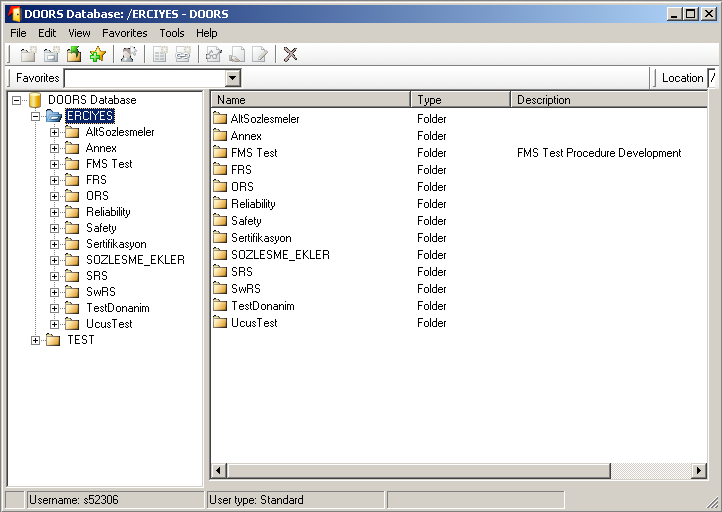 DOORS Database: /ERCIYES - DOORS
File Edit View Favorites Tools Help
Favorites Location /
DOORS Database
ERCIYES
AltSozlesmeler
Annex
FMS Test
FRS
ORS
Reliability
Safety
Sertifikasyon
SOZLESME_EKLER
SRS
SwRS
TestDonanim
UcusTest
TEST
Name Type Description
AltSozlesmeler Folder
Annex Folder
FMS Test Folder FMS Test Procedure Development
FRS Folder
ORS Folder
Reliability Folder
Safety Folder
Sertifikasyon Folder
SOZLESME_EKLER Folder
SRS Folder
SwRS Folder
TestDonanim Folder
UcusTest Folder
Username: s52306 User type: Standard